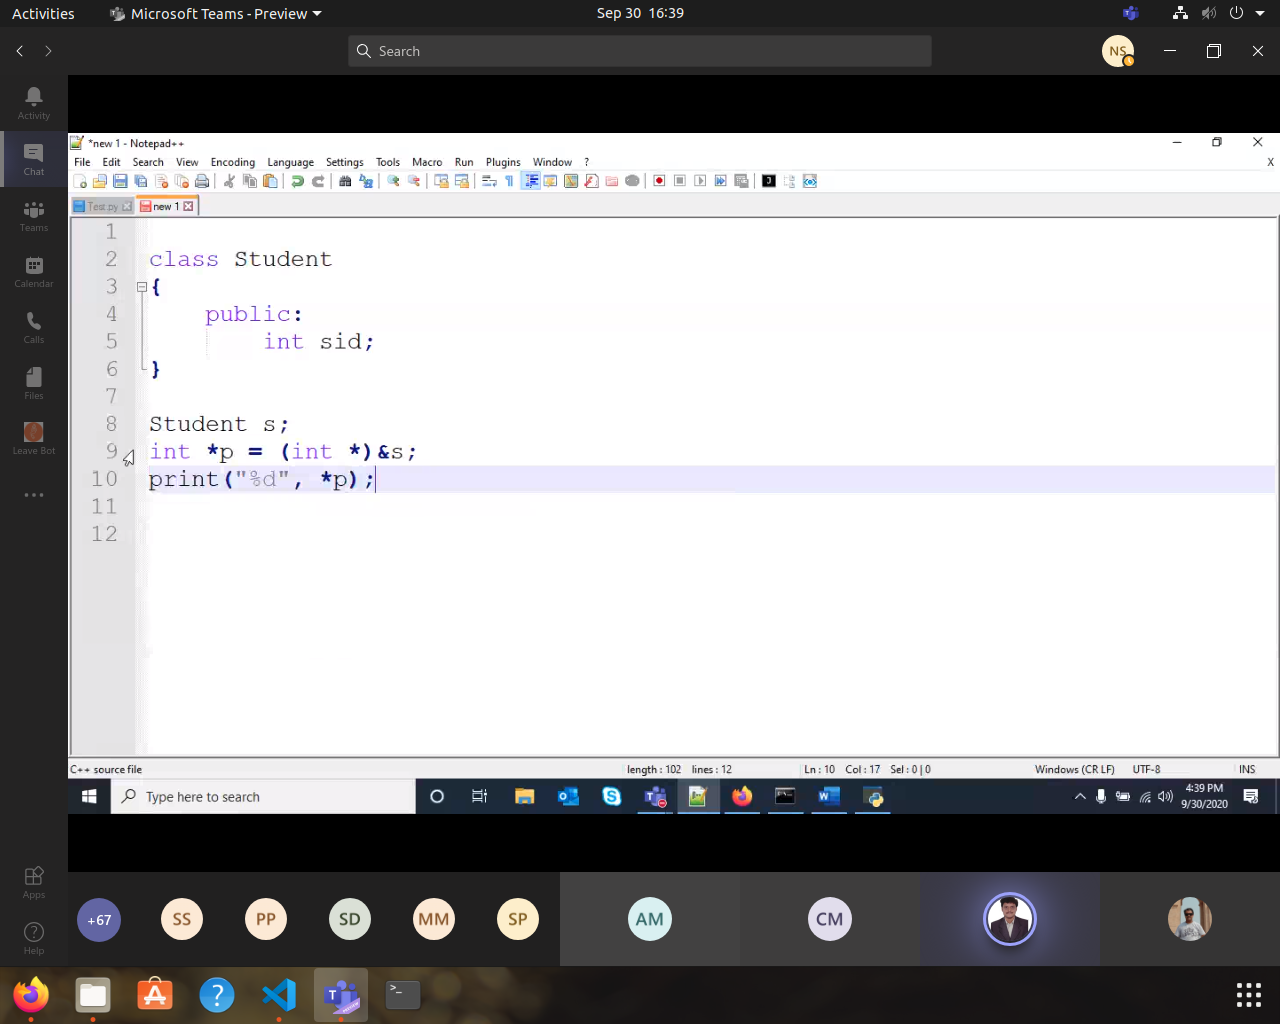 Activities
Microsoft Teams - Preview
Sep 30 16:39
Search
NS
Activity
Chat
Teams
Calendar
Calls
Files
Leave Bot
Apps
Help
*new 1 - Notepad++
File Edit Search View Encoding Language Settings Tools Macro Run Plugins Window ? X
Test.py new 1
1
2 class Student
3 {
4 public:
5 int sid;
6 }
7
8 Student s;
9 int *p = (int *)&s;
10 print("%d", *p);
11
12
C++ source file length : 102 lines : 12 Ln : 10 Col : 17 Sel : 0 | 0 Windows (CR LF) UTF-8 INS
Type here to search
4:39 PM
9/30/2020
+67 SS PP SD MM SP AM CM